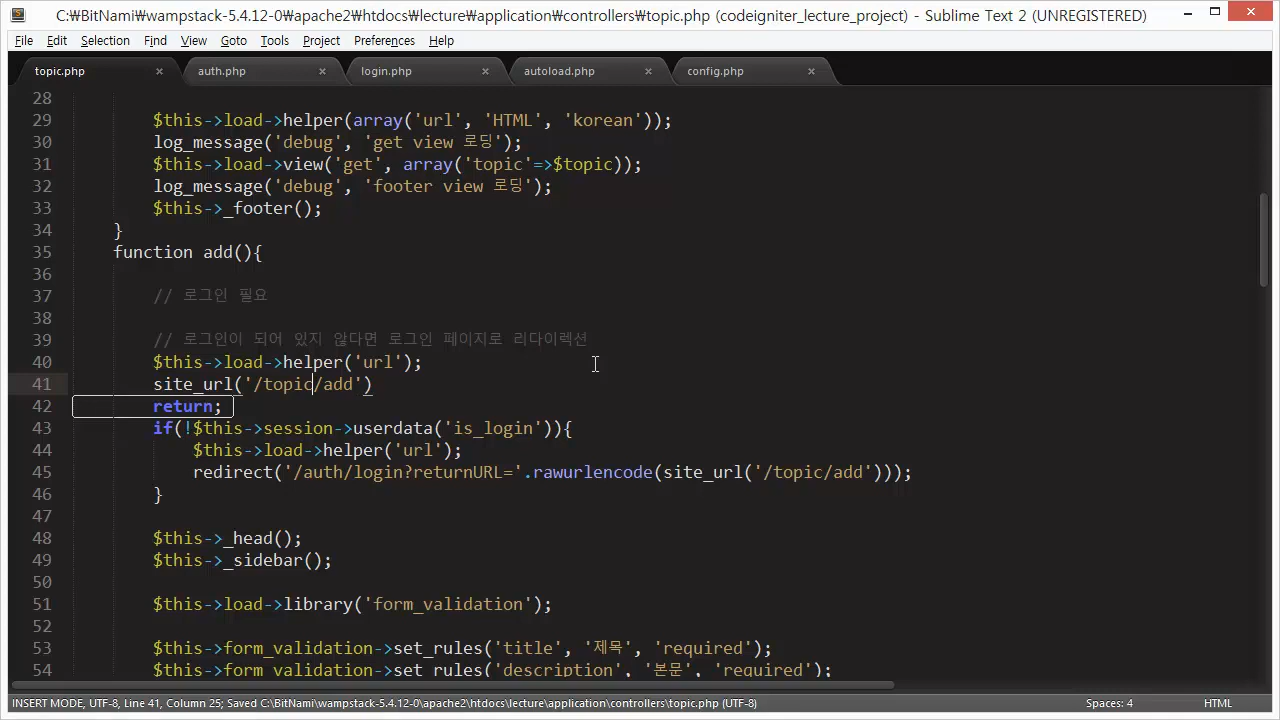 C:₩BitNami₩wampstack-5.4.12-0₩apache2₩htdocs₩lecture₩application₩controllers₩topic.php (codeigniter_lecture_project) - Sublime Text 2 (UNREGISTERED)
File Edit Selection Find View Goto Tools Project Preferences Help
topic.php × auth.php × login.php × autoload.php × config.php ×
28
29 $this->load->helper(array('url', 'HTML', 'korean'));
30 log_message('debug', 'get view 로딩');
31 $this->load->view('get', array('topic'=>$topic));
32 log_message('debug', 'footer view 로딩');
33 $this->_footer();
34 }
35 function add(){
36
37 // 로그인 필요
38
39 // 로그인이 되어 있지 않다면 로그인 페이지로 리다이렉션
40 $this->load->helper('url');
41 site_url('/topic/add')
42 return;
43 if(!$this->session->userdata('is_login')){
44 $this->load->helper('url');
45 redirect('/auth/login?returnURL='.rawurlencode(site_url('/topic/add')));
46 }
47
48 $this->_head();
49 $this->_sidebar();
50
51 $this->load->library('form_validation');
52
53 $this->form_validation->set_rules('title', '제목', 'required');
54 $this->form_validation->set_rules('description', '본문', 'required');
INSERT MODE, UTF-8, Line 41, Column 25; Saved C:\BitNami\wampstack-5.4.12-0\apache2\htdocs\lecture\application\controllers\topic.php (UTF-8) Spaces: 4 HTML